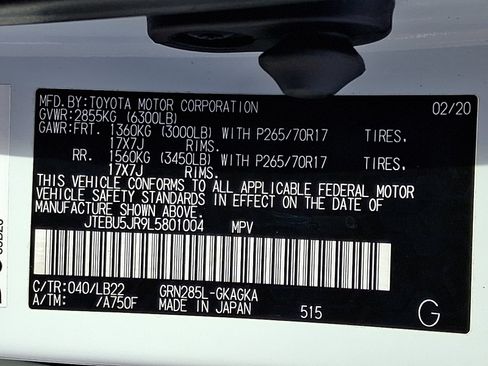 MFD.BY:TOYOTA MOTOR CORPORATION 02/20
GVWR:2855KG (6300LB)
GAWR:FRT. 1360KG (3000LB) WITH P265/70R17 TIRES,
17X7J RIMS.
RR. 1560KG (3450LB) WITH P265/70R17 TIRES,
17X7J RIMS.
THIS VEHICLE CONFORMS TO ALL APPLICABLE FEDERAL MOTOR
VEHICLE SAFETY STANDARDS IN EFFECT ON THE DATE OF
MANUFACTURE SHOWN ABOVE.
JTEBU5JR9L5801004 MPV
C/TR:040/LB22 GRN285L-GKAGKA
A/TM: /A750F MADE IN JAPAN 515 G